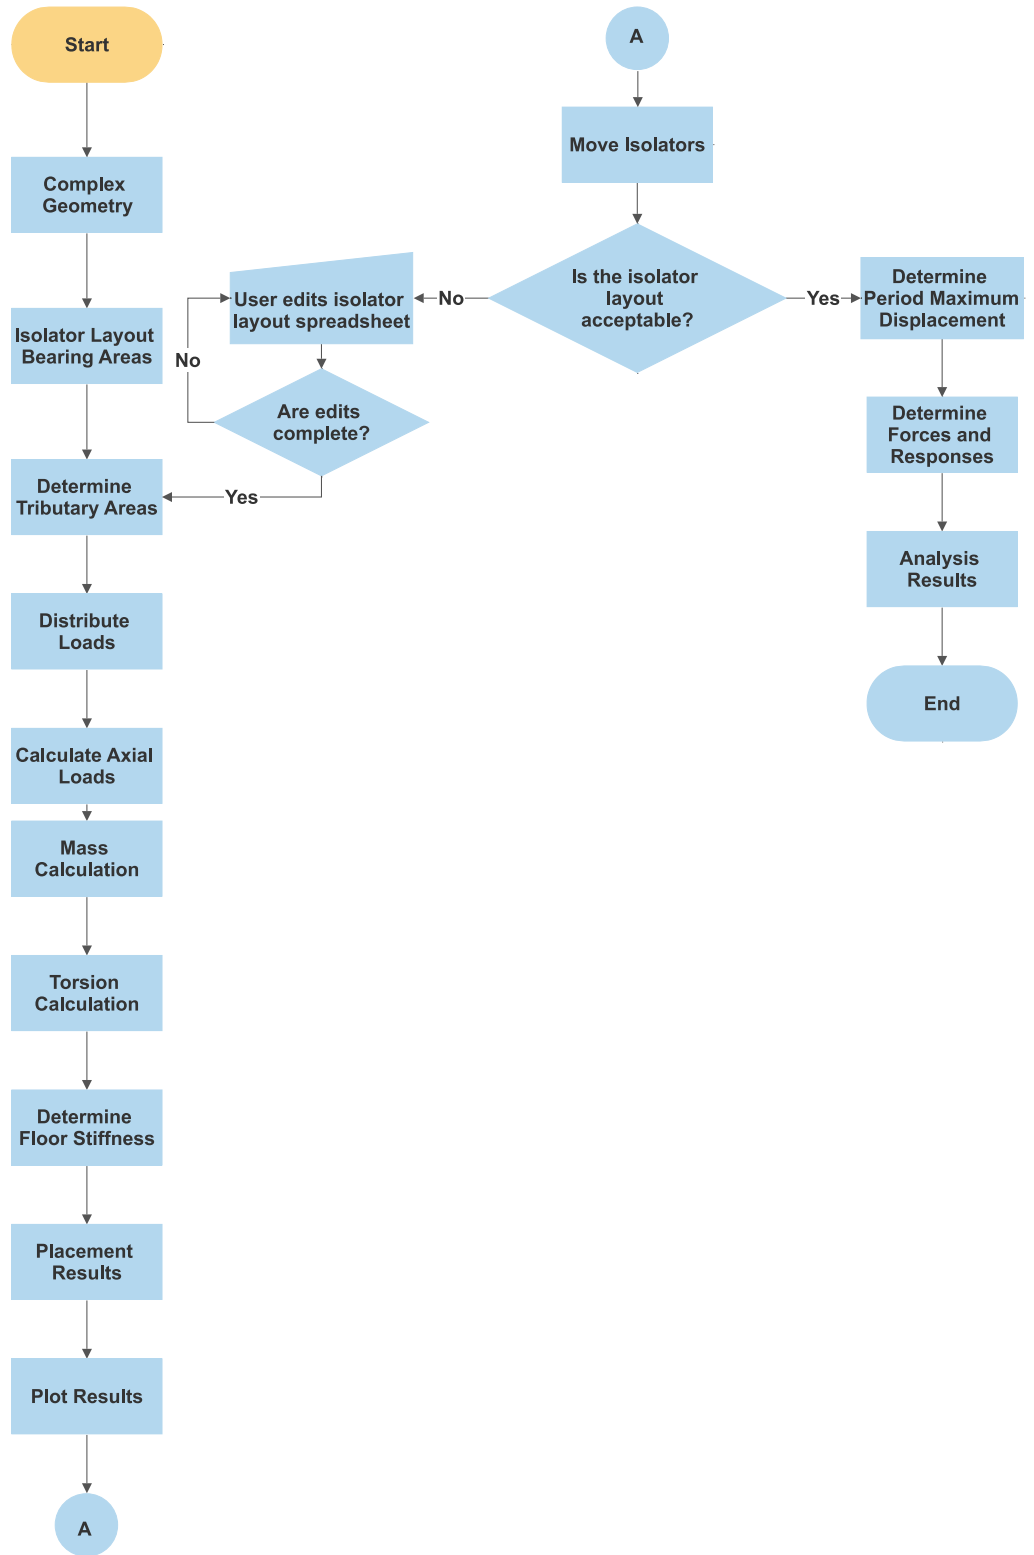 Start
Complex
Geometry
Isolator Layout
Bearing Areas
Determine
Tributary Areas
Distribute
Loads
Calculate Axial
Loads
Mass
Calculation
Torsion
Calculation
Determine
Floor Stiffness
Placement
Results
Plot Results
A
A
Move Isolators
Is the isolator
layout
acceptable?
No
User edits isolator
layout spreadsheet
Are edits
complete?
No
Yes
Yes
Determine
Period Maximum
Displacement
Determine
Forces and
Responses
Analysis
Results
End